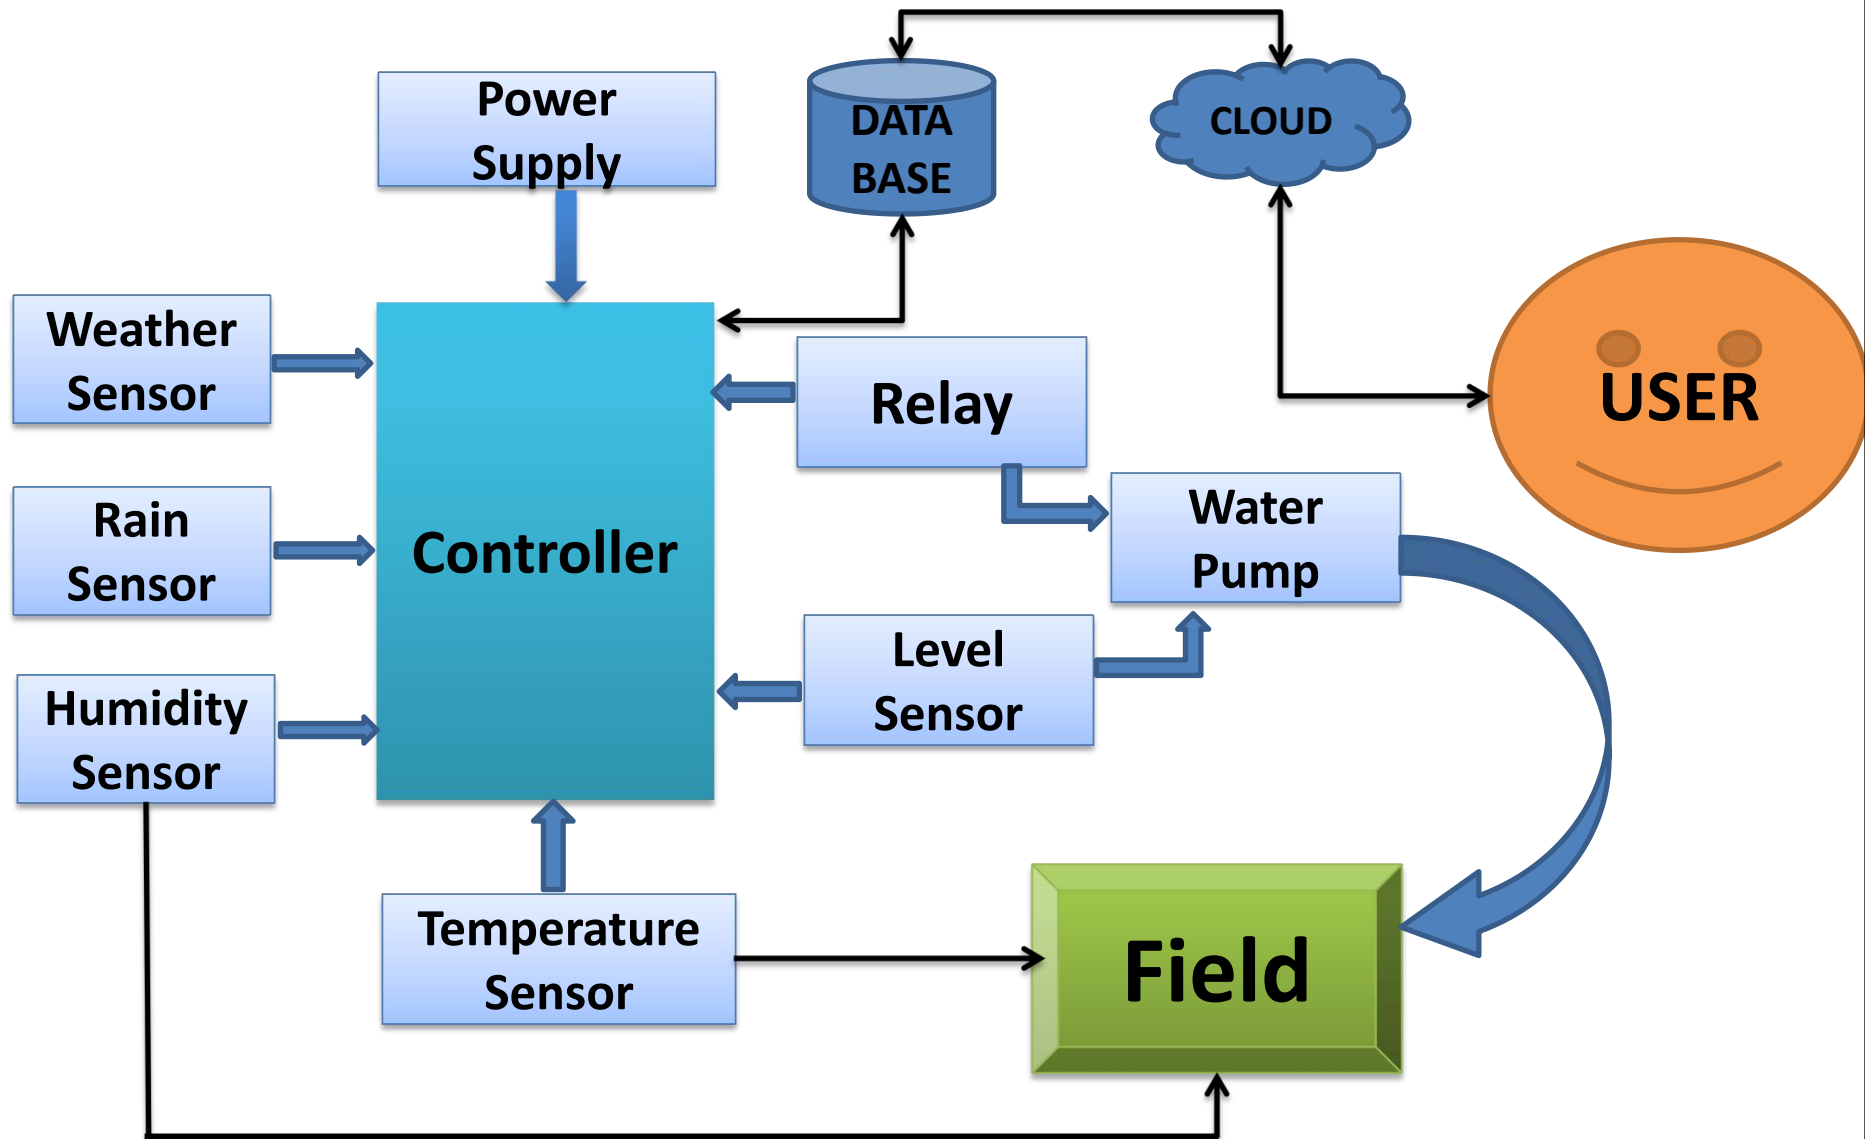 Power
Supply
DATA
BASE
CLOUD
Weather
Sensor
Relay
USER
Rain
Sensor
Controller
Water
Pump
Humidity
Sensor
Level
Sensor
Temperature
Sensor
Field